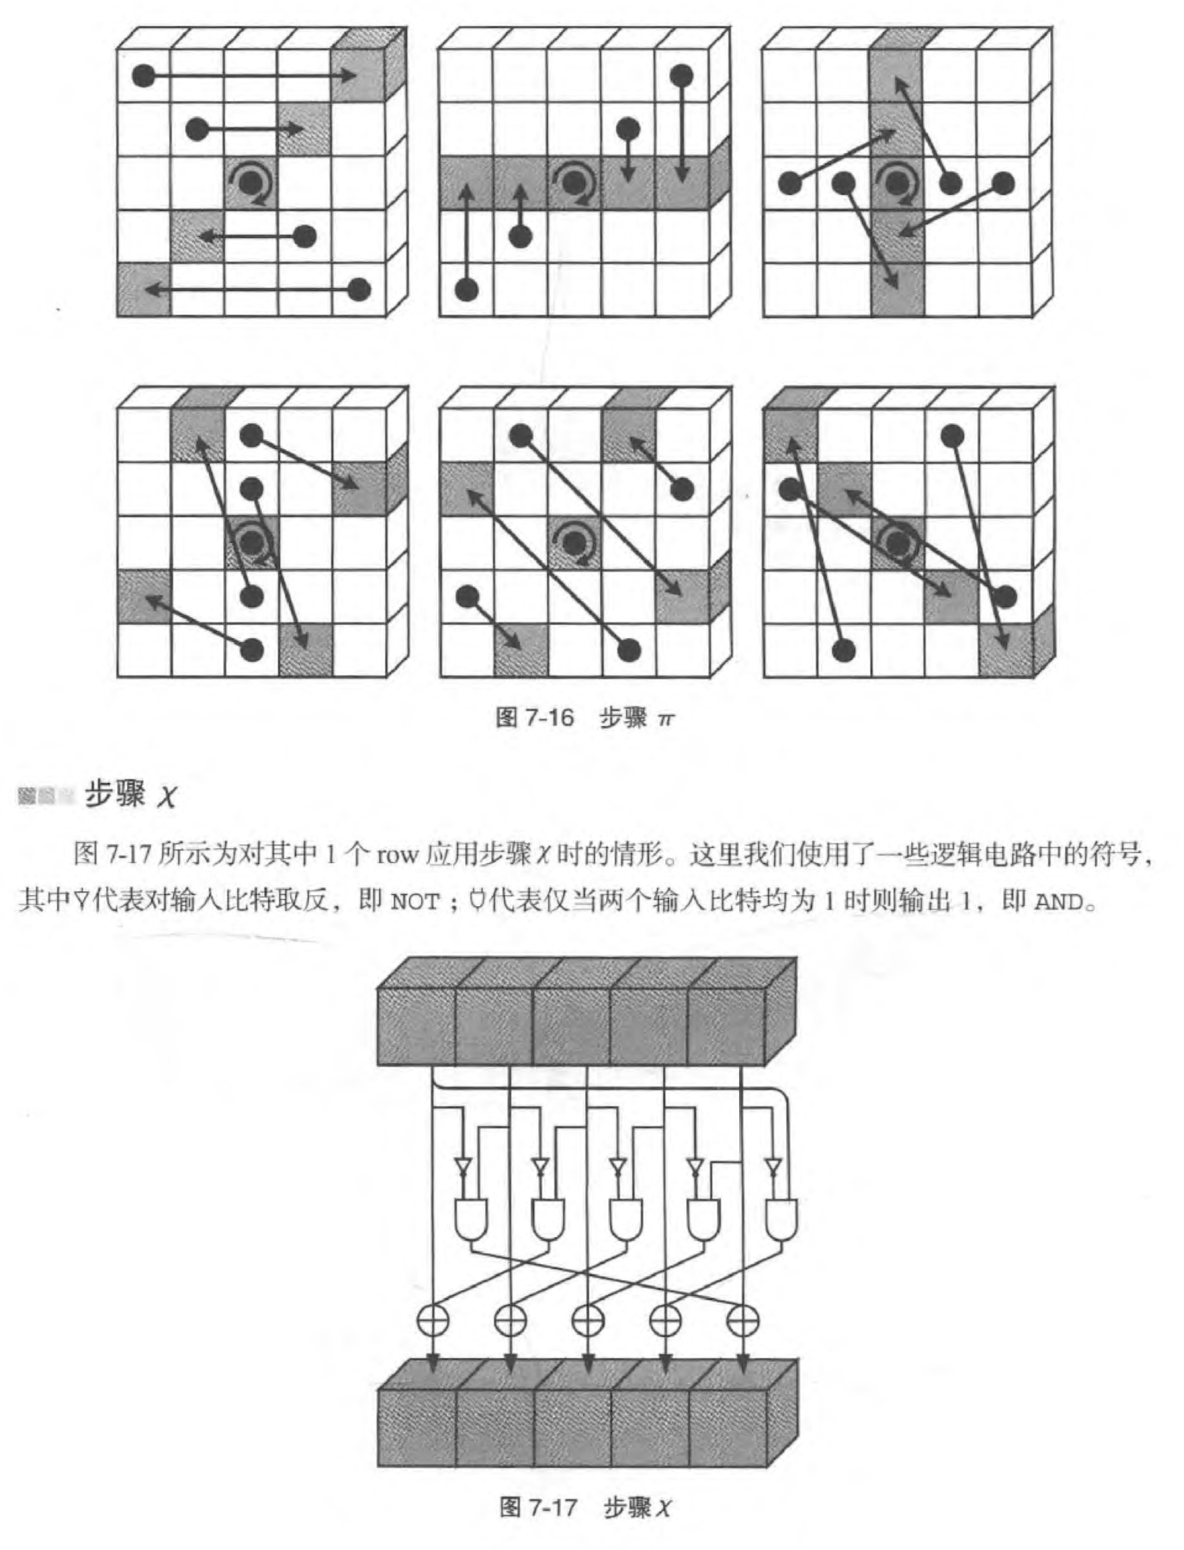 图 7-16 步骤 π
步骤 χ
图 7-17 所示为对其中 1 个 row 应用步骤 χ 时的情形。这里我们使用了一些逻辑电路中的符号，
其中▽代表对输入比特取反，即 NOT；代表仅当两个输入比特均为 1 时则输出 1，即 AND。
图 7-17 步骤 χ